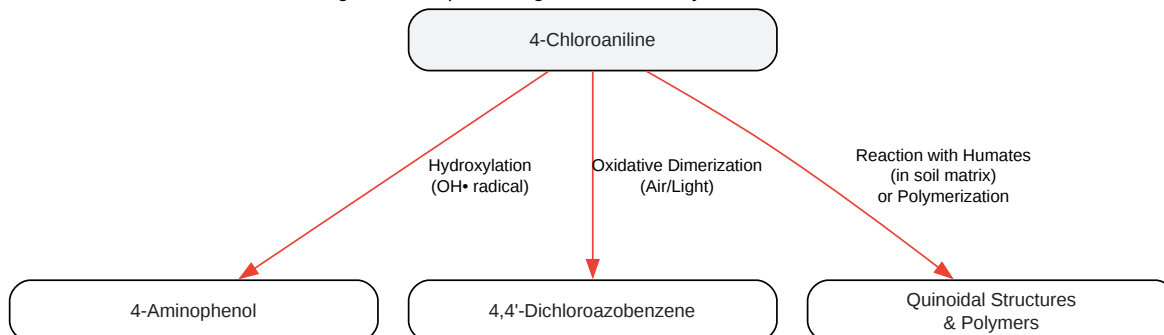 4-Chloroaniline
Hydroxylation
(OH• radical)
Oxidative Dimerization
(Air/Light)
Reaction with Humates
(in soil matrix)
or Polymerization
4-Aminophenol
4,4'-Dichloroazobenzene
Quinoidal Structures
& Polymers